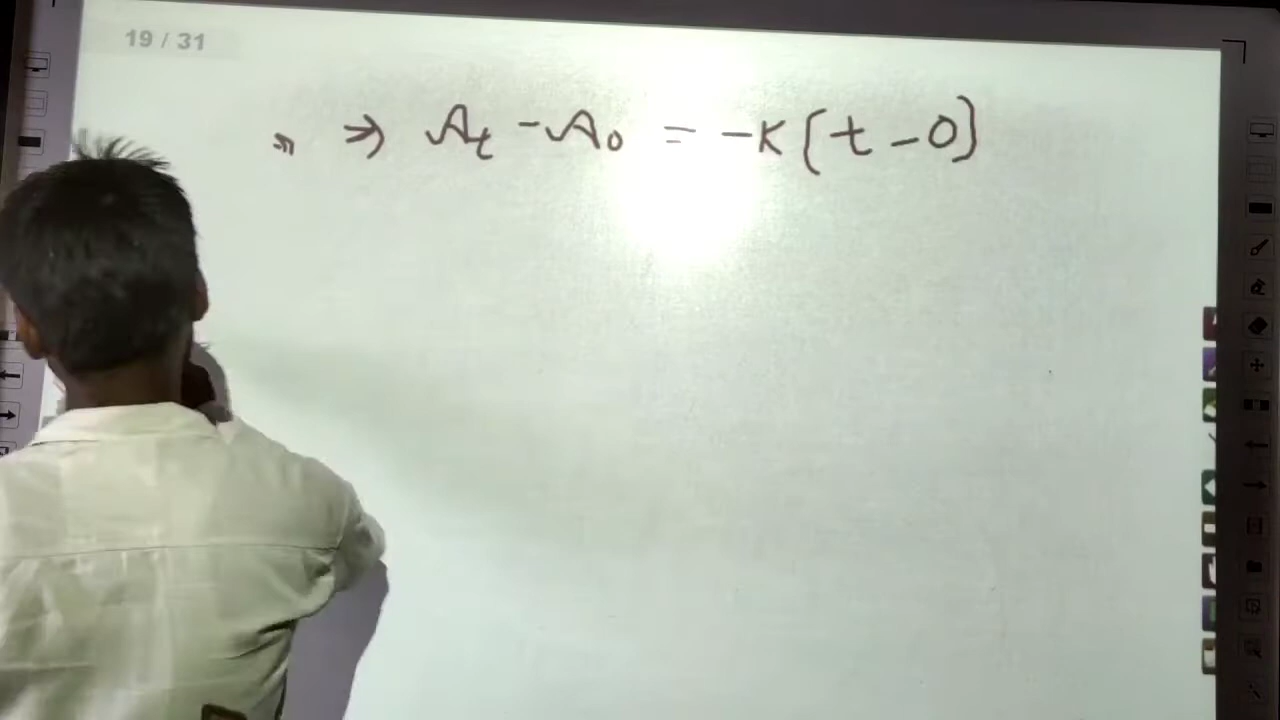 19 / 31
⇒ At - A0 = -K[t - 0]